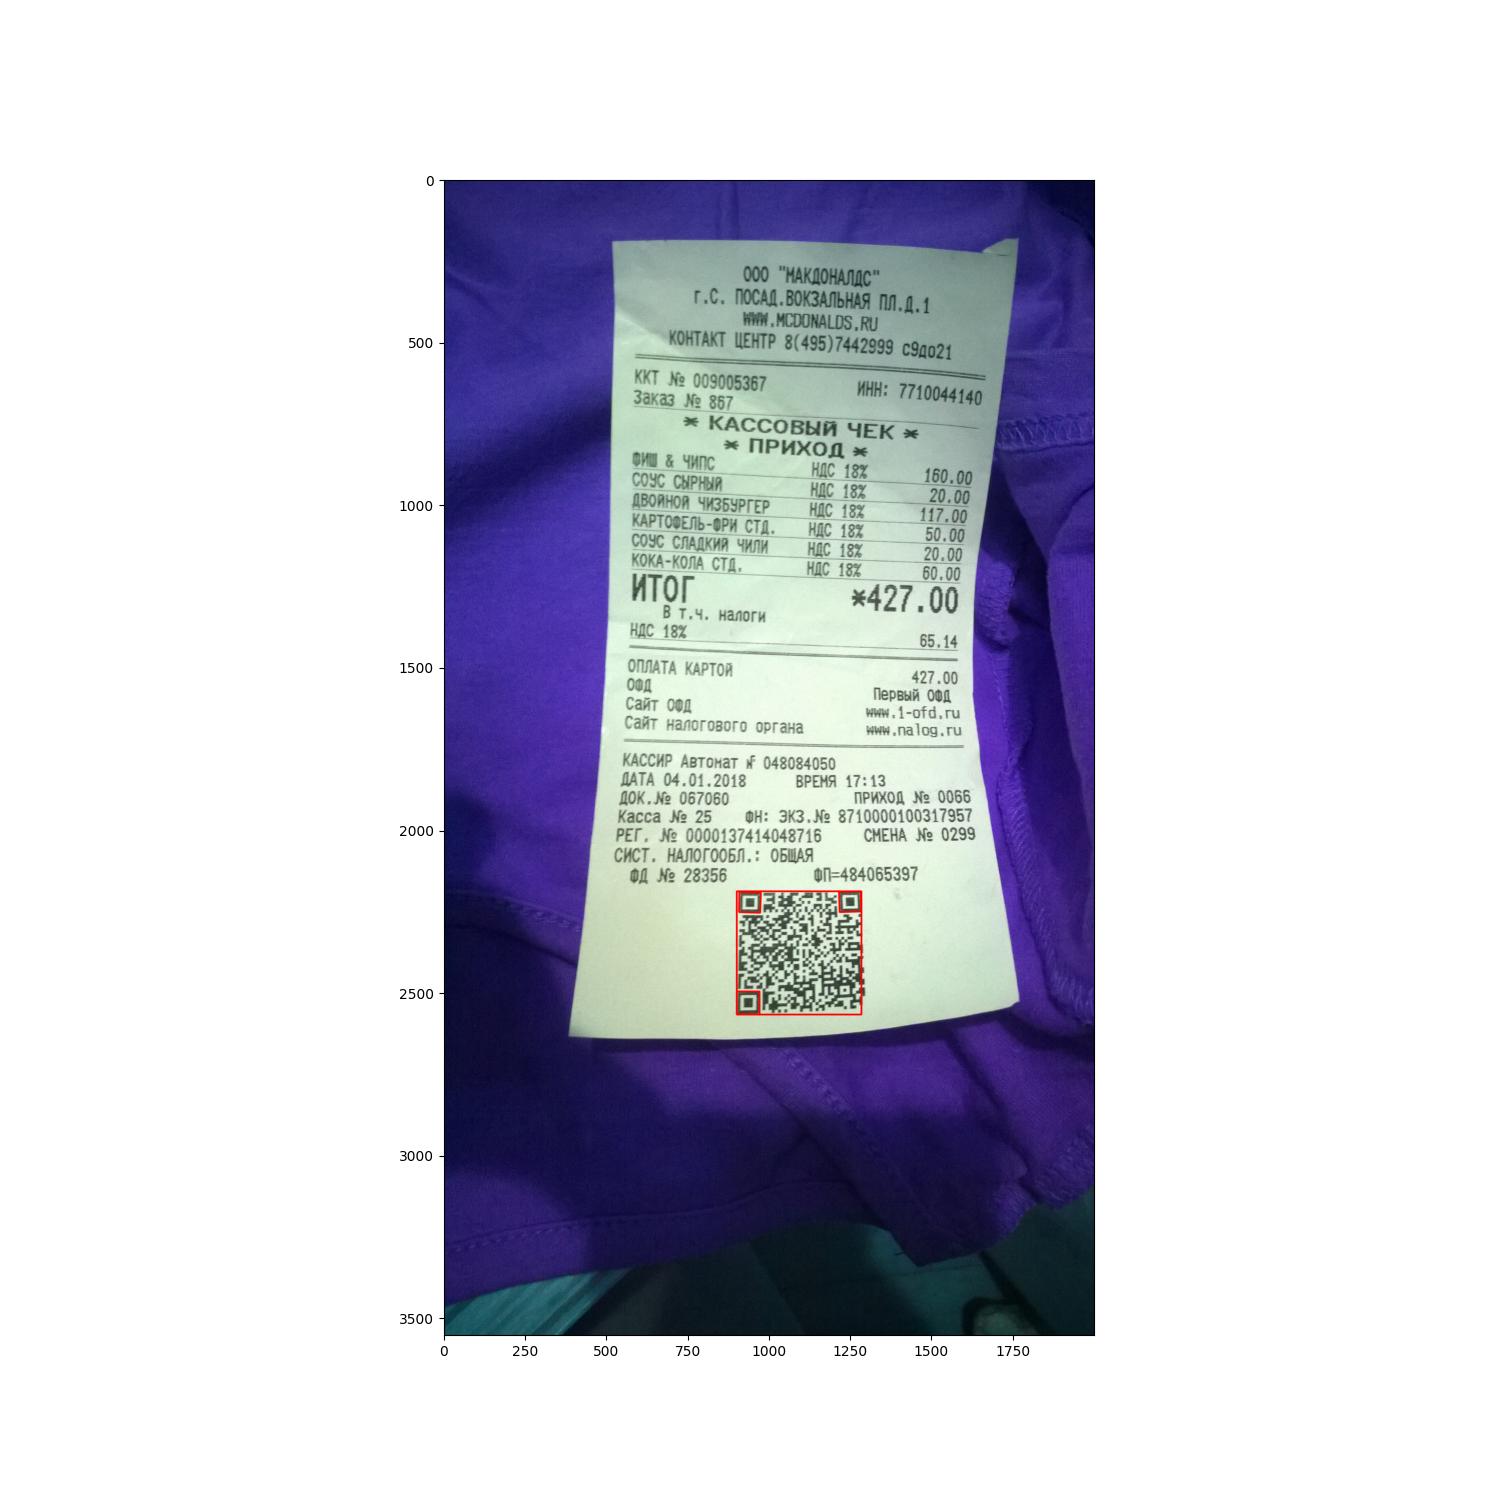 ООО "МАКДОНАЛДС"
г.С. ПОСАД.ВОКЗАЛЬНАЯ ПЛ.Д.1
WWW.MCDONALDS.RU
КОНТАКТ ЦЕНТР 8(495)7442999 с9до21
ККТ № 009005367 ИНН: 7710044140
Заказ № 867
* КАССОВЫЙ ЧЕК *
* ПРИХОД *
ФИШ & ЧИПС НДС 18% 160.00
СОУС СЫРНЫЙ НДС 18% 20.00
ДВОЙНОЙ ЧИЗБУРГЕР НДС 18% 117.00
КАРТОФЕЛЬ-ФРИ СТД. НДС 18% 50.00
СОУС СЛАДКИЙ ЧИЛИ НДС 18% 20.00
КОКА-КОЛА СТД. НДС 18% 60.00
ИТОГ *427.00
В т.ч. налоги
НДС 18% 65.14
ОПЛАТА КАРТОЙ 427.00
ОФД Первый ОФД
Сайт ОФД www.1-ofd.ru
Сайт налогового органа www.nalog.ru
КАССИР Автомат № 048084050
ДАТА 04.01.2018 ВРЕМЯ 17:13
ДОК.№ 067060 ПРИХОД № 0066
Касса № 25 ФН: ЭКЗ.№ 8710000100317957
РЕГ. № 0000137414048716 СМЕНА № 0299
СИСТ. НАЛОГООБЛ.: ОБЩАЯ
ФД № 28356 ФП=484065397
0
500
1000
1500
2000
2500
3000
3500
0 250 500 750 1000 1250 1500 1750